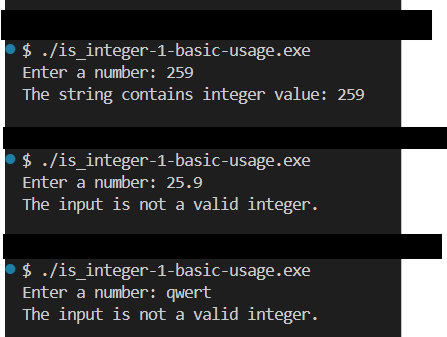 $ ./is_integer-1-basic-usage.exe
Enter a number: 259
The string contains integer value: 259
$ ./is_integer-1-basic-usage.exe
Enter a number: 25.9
The input is not a valid integer.
$ ./is_integer-1-basic-usage.exe
Enter a number: qwert
The input is not a valid integer.